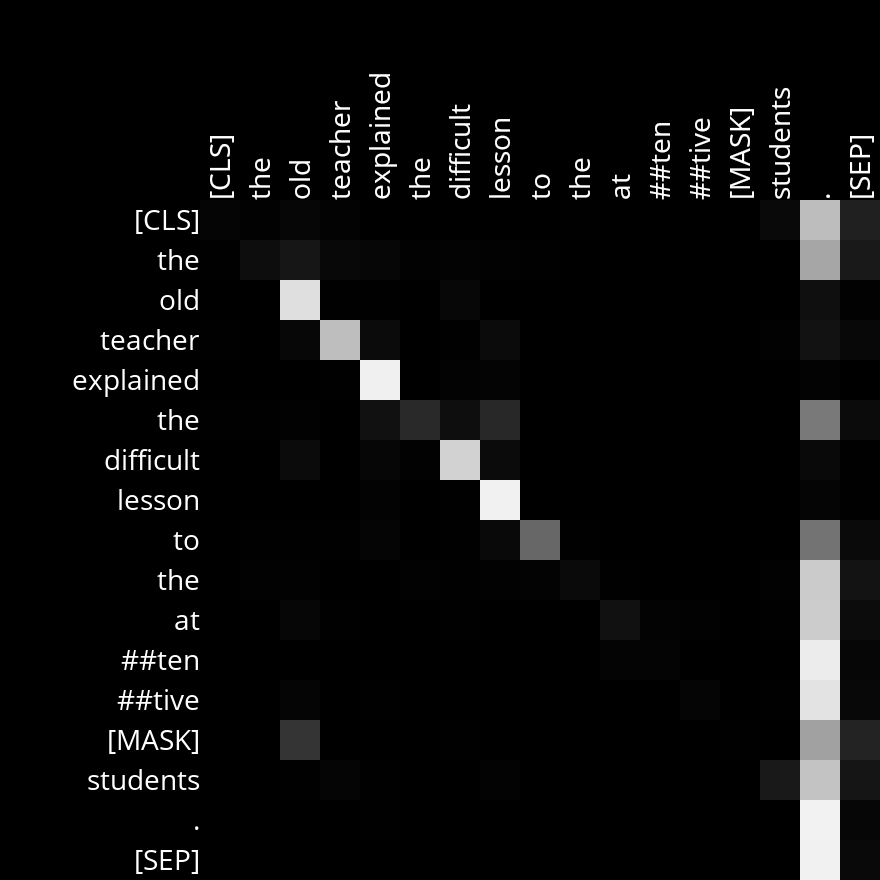 [CLS] the old teacher explained the difficult lesson to the at ##ten ##tive [MASK] students . [SEP]
[CLS]
the
old
teacher
explained
the
difficult
lesson
to
the
at
##ten
##tive
[MASK]
students
.
[SEP]